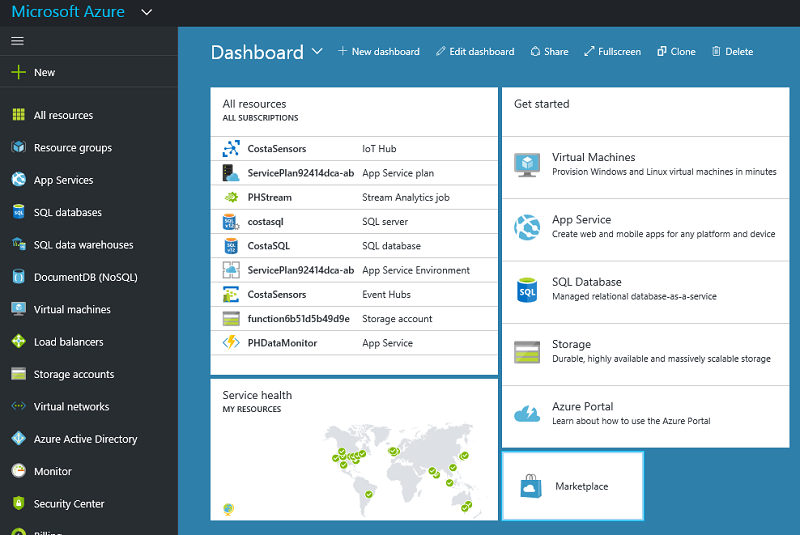 Microsoft Azure
New
All resources
Resource groups
App Services
SQL databases
SQL data warehouses
DocumentDB (NoSQL)
Virtual machines
Load balancers
Storage accounts
Virtual networks
Azure Active Directory
Monitor
Security Center
Billing
Dashboard New dashboard Edit dashboard Share Fullscreen Clone Delete
All resources
ALL SUBSCRIPTIONS
CostaSensors IoT Hub
ServicePlan92414dca-ab App Service plan
PHStream Stream Analytics job
costasql SQL server
CostaSQL SQL database
ServicePlan92414dca-ab App Service Environment
CostaSensors Event Hubs
function6b51d5b49d9e Storage account
PHDataMonitor App Service
Service health
MY RESOURCES
Get started
Virtual Machines
Provision Windows and Linux virtual machines in minutes
App Service
Create web and mobile apps for any platform and device
SQL Database
Managed relational database-as-a-service
Storage
Durable, highly available and massively scalable storage
Azure Portal
Learn about how to use the Azure Portal
Marketplace